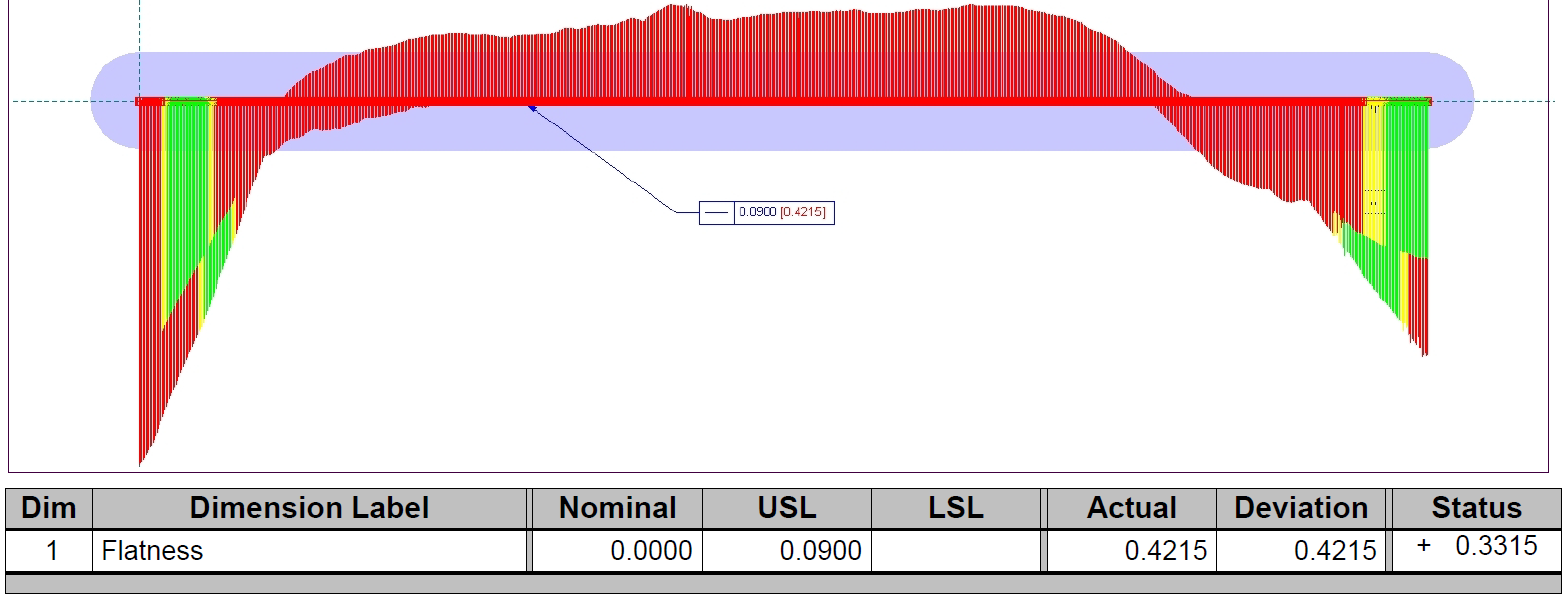 0.0900 [0.4215]
Dim Dimension Label Nominal USL LSL Actual Deviation Status
1 Flatness 0.0000 0.0900 0.4215 0.4215 + 0.3315